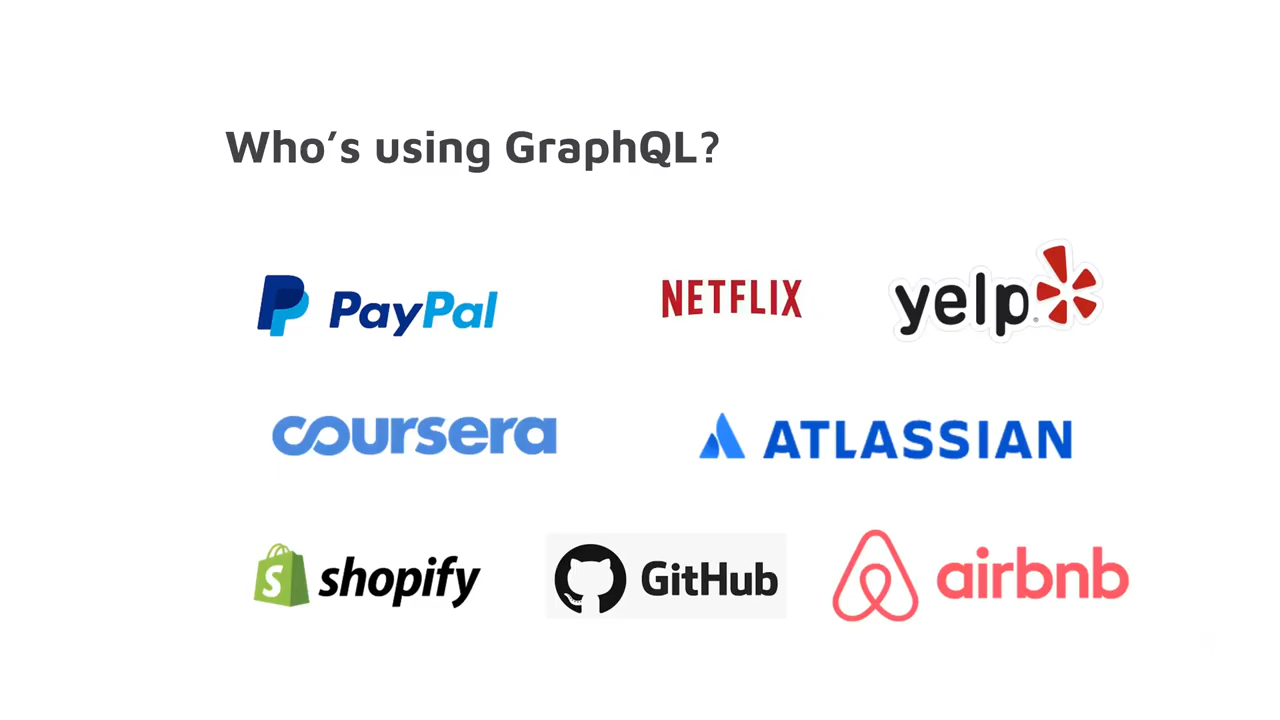 Who’s using GraphQL?
PayPal
NETFLIX
yelp
coursera
ATLASSIAN
shopify
GitHub
airbnb